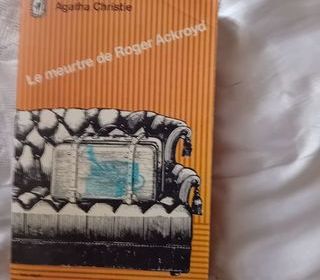 Agatha Christie
Le meurtre de Roger Ackroyd